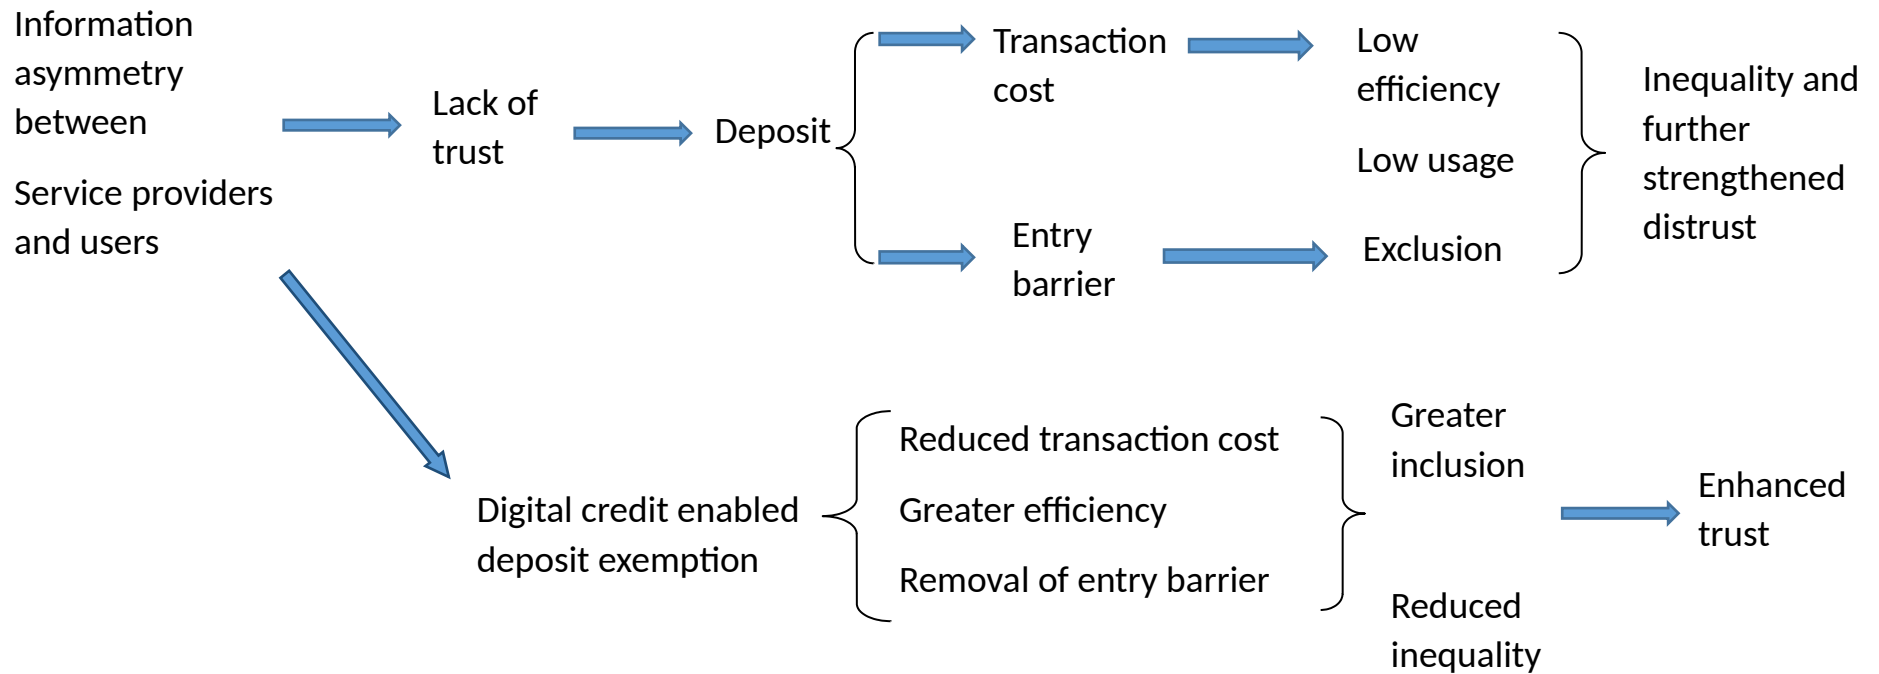 Information
asymmetry
between
Service providers
and users
Lack of
trust
Deposit
Transaction
cost
Low
efficiency
Low usage
Entry
barrier
Exclusion
Inequality and
further
strengthened
distrust
Digital credit enabled
deposit exemption
Reduced transaction cost
Greater efficiency
Removal of entry barrier
Greater
inclusion
Reduced
inequality
Enhanced
trust